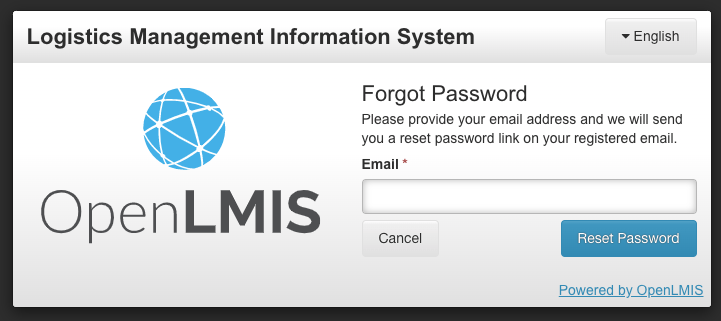 Logistics Management Information System
English
OpenLMIS
Forgot Password
Please provide your email address and we will send
you a reset password link on your registered email.
Email *
Cancel
Reset Password
Powered by OpenLMIS